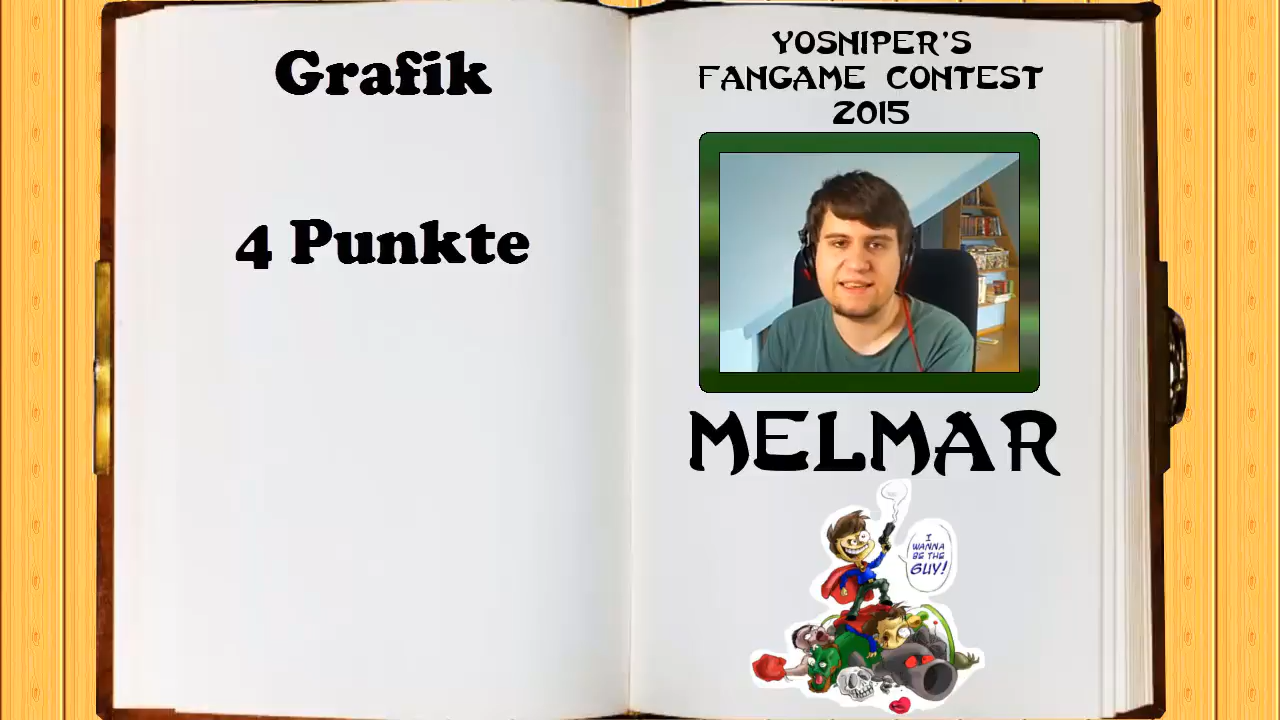 Grafik
4 Punkte
YOSNIPER'S
FANGAME CONTEST
2015
MELMAR
I
WANNA
BE THE
GUY!